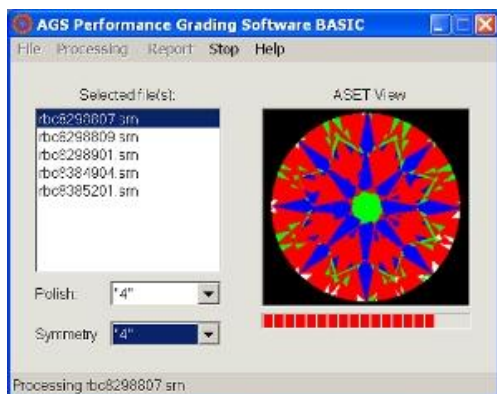 AGS Performance Grading Software BASIC
File Processing Report Stop Help
Selected file(s):
ASET View
rbc8298807.srn
rbc8298809.srn
rbc8298901.srn
rbc8384904.srn
rbc8385201.srn
Polish: "4"
Symmetry "4"
Processing rbc8298807 srn